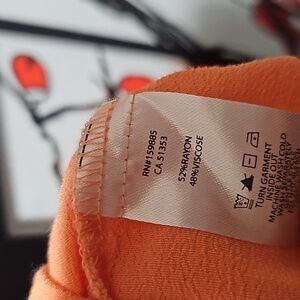 RN#159885
CA 51353
52%RAYON
48%VISCOSE
TURN GARMENT
INSIDE OUT